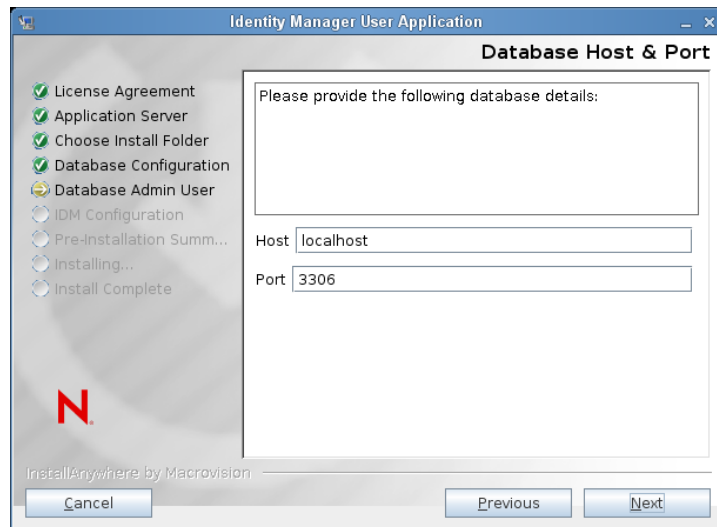 Identity Manager User Application
Database Host & Port
License Agreement
Application Server
Choose Install Folder
Database Configuration
Database Admin User
IDM Configuration
Pre-Installation Summ...
Installing...
Install Complete
Please provide the following database details:
Host localhost
Port 3306
N
InstallAnywhere by Macrovision
Cancel
Previous
Next